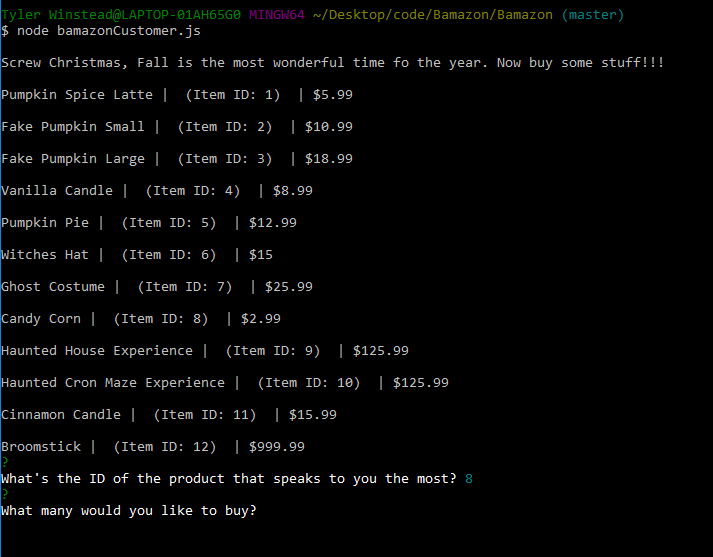 Tyler Winstead@LAPTOP-01AH65G0 MINGW64 ~/Desktop/code/Bamazon/Bamazon (master)
$ node bamazonCustomer.js
Screw Christmas, Fall is the most wonderful time fo the year. Now buy some stuff!!!
Pumpkin Spice Latte |  (Item ID: 1)  | $5.99
Fake Pumpkin Small |  (Item ID: 2)  | $10.99
Fake Pumpkin Large |  (Item ID: 3)  | $18.99
Vanilla Candle |  (Item ID: 4)  | $8.99
Pumpkin Pie |  (Item ID: 5)  | $12.99
Witches Hat |  (Item ID: 6)  | $15
Ghost Costume |  (Item ID: 7)  | $25.99
Candy Corn |  (Item ID: 8)  | $2.99
Haunted House Experience |  (Item ID: 9)  | $125.99
Haunted Cron Maze Experience |  (Item ID: 10)  | $125.99
Cinnamon Candle |  (Item ID: 11)  | $15.99
Broomstick |  (Item ID: 12)  | $999.99
?
What's the ID of the product that speaks to you the most? 8
?
What many would you like to buy?